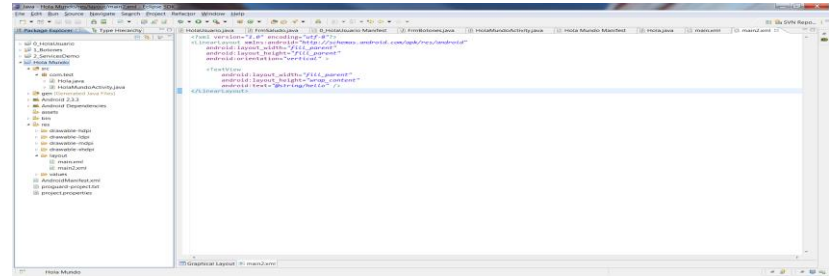 Java - Hola Mundo/res/layout/main2.xml - Eclipse SDK
File Edit Run Source Navigate Search Project Refactor Window Help
SVN Repo...
Package Explorer Type Hierarchy
HolaUsuario.java FrmSaludo.java 0_HolaUsuario Manifest FrmBotones.java HolaMundoActivity.java Hola Mundo Manifest Hola.java main.xml main2.xml
0_HolaUsuario
1_Botones
2_ServiciosDemo
Hola Mundo
src
com.test
Hola.java
HolaMundoActivity.java
gen [Generated Java Files]
Android 2.3.3
Android Dependencies
assets
bin
res
drawable-hdpi
drawable-ldpi
drawable-mdpi
drawable-xhdpi
layout
main.xml
main2.xml
values
AndroidManifest.xml
proguard-project.txt
project.properties
<?xml version="1.0" encoding="utf-8"?>
<LinearLayout xmlns:android="http://schemas.android.com/apk/res/android"
android:layout_width="fill_parent"
android:layout_height="fill_parent"
android:orientation="vertical" >
<TextView
android:layout_width="fill_parent"
android:layout_height="wrap_content"
android:text="@string/hello" />
</LinearLayout>
Graphical Layout main2.xml
Hola Mundo